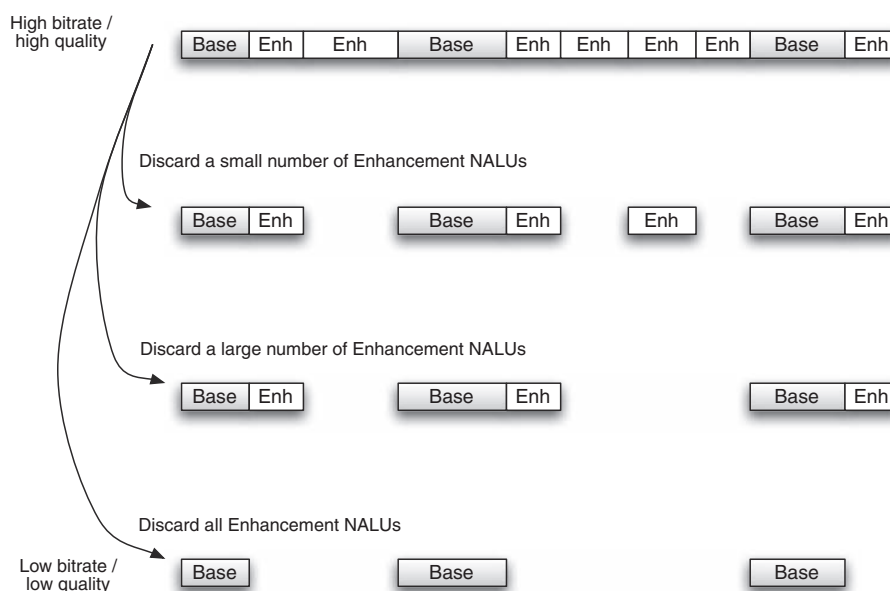 High bitrate /
high quality
Base Enh Enh Base Enh Enh Enh Enh Base Enh
Discard a small number of Enhancement NALUs
Base Enh Base Enh Enh Base Enh
Discard a large number of Enhancement NALUs
Base Enh Base Enh Base Enh
Discard all Enhancement NALUs
Low bitrate /
low quality
Base Base Base